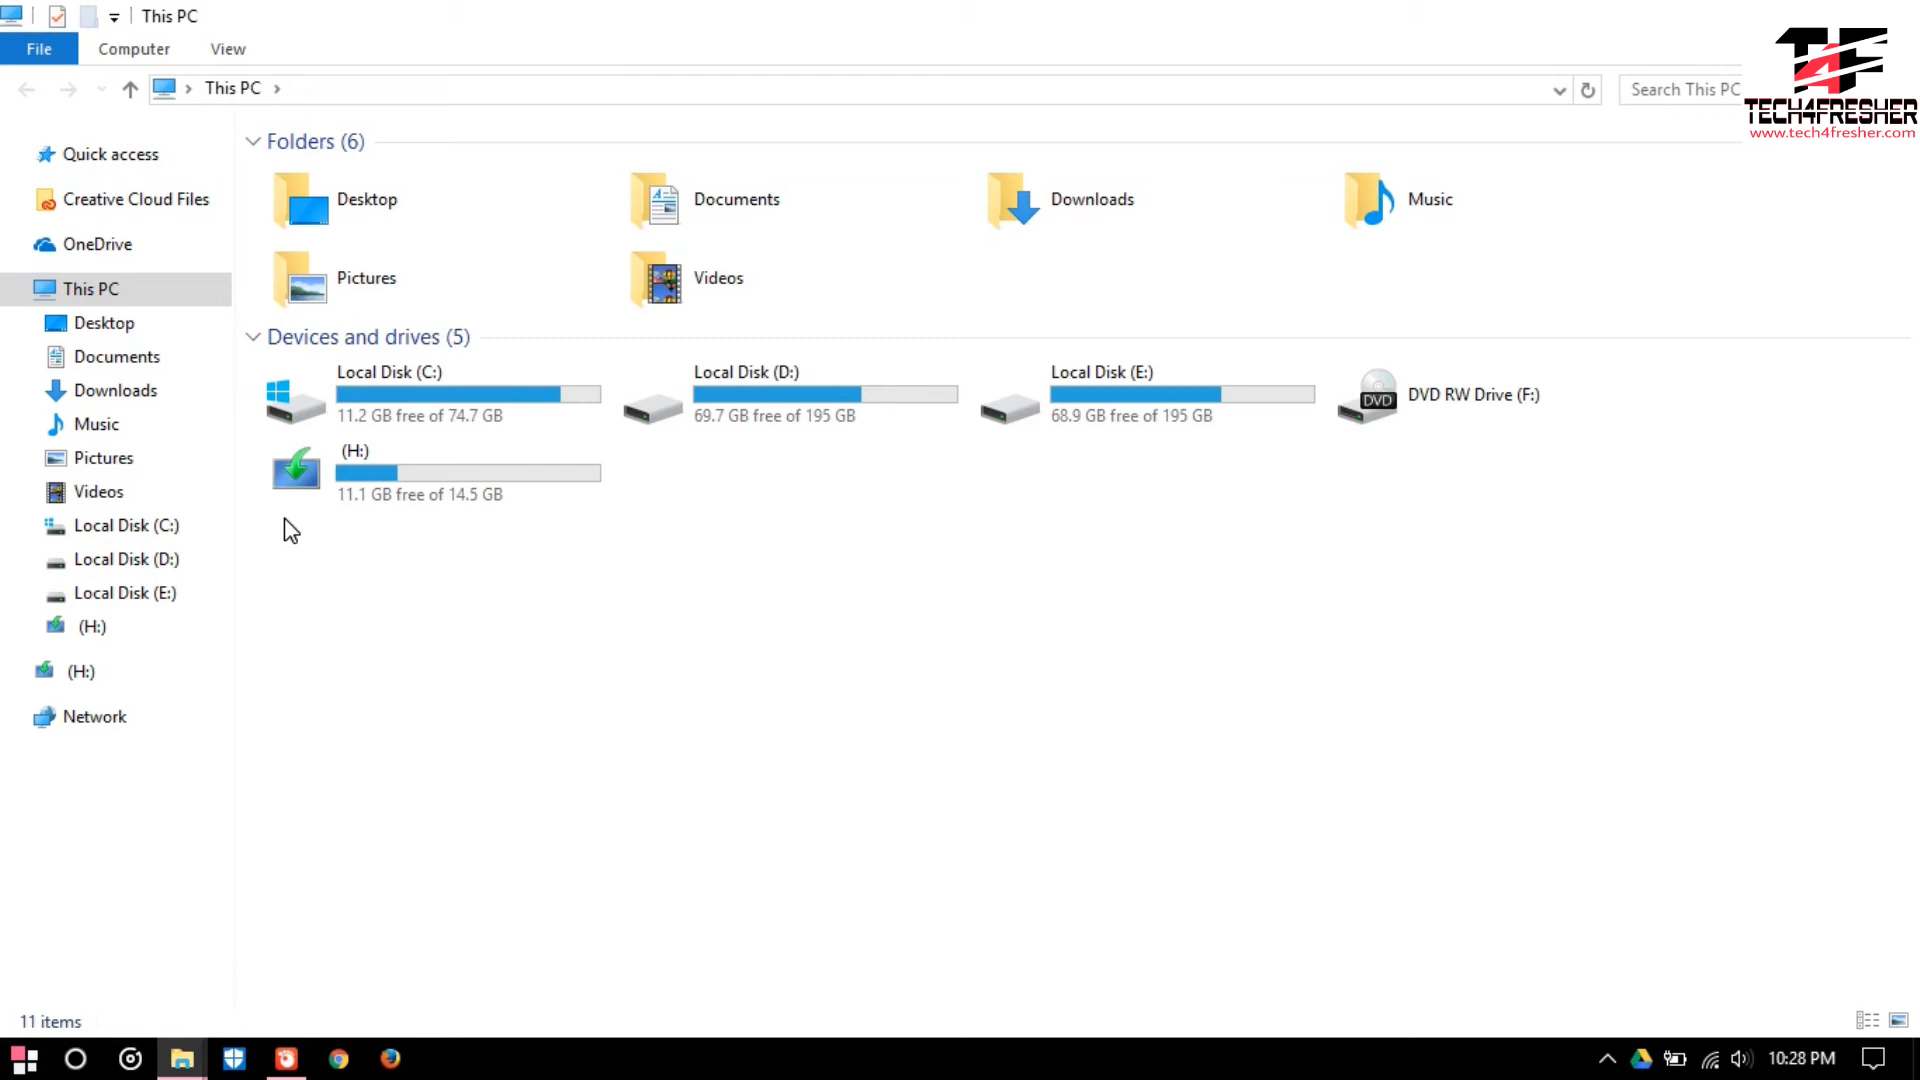 This PC
File Computer View
This PC
Search This PC
T4F
TECH4FRESHER
www.tech4fresher.com
Quick access
Creative Cloud Files
OneDrive
This PC
Desktop
Documents
Downloads
Music
Pictures
Videos
Local Disk (C:)
Local Disk (D:)
Local Disk (E:)
(H:)
(H:)
Network
Folders (6)
Desktop
Documents
Downloads
Music
Pictures
Videos
Devices and drives (5)
Local Disk (C:)
11.2 GB free of 74.7 GB
Local Disk (D:)
69.7 GB free of 195 GB
Local Disk (E:)
68.9 GB free of 195 GB
DVD
DVD RW Drive (F:)
(H:)
11.1 GB free of 14.5 GB
11 items
10:28 PM